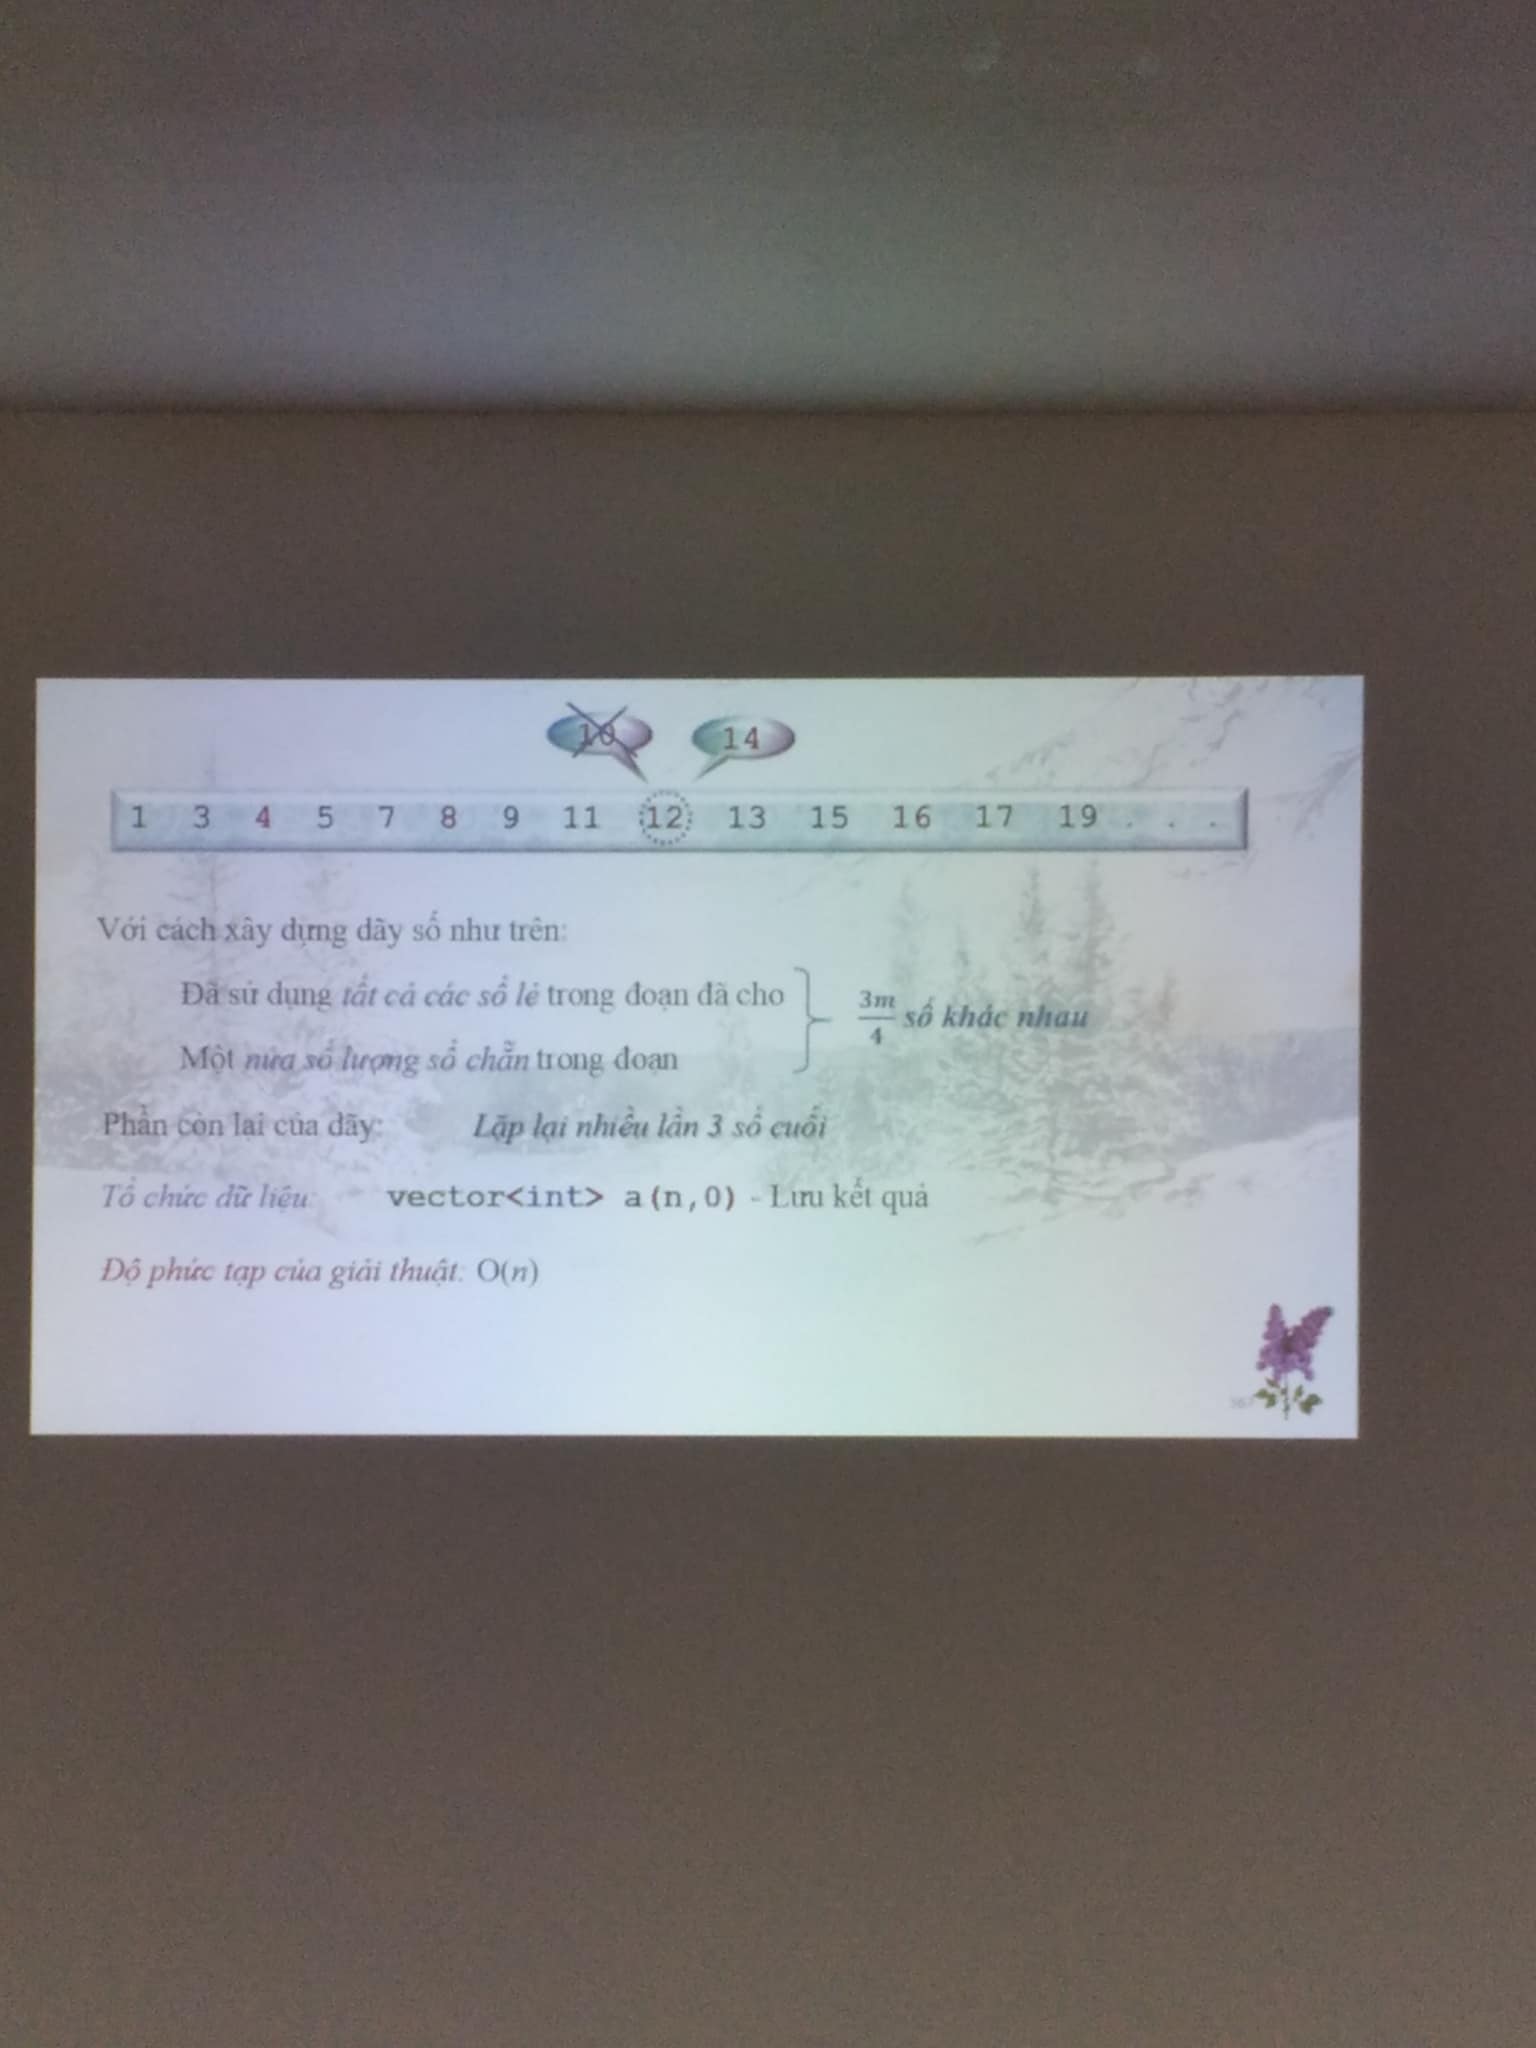 10 14
1 3 4 5 7 8 9 11 12 13 15 16 17 19 . . .
Với cách xây dựng dãy số như trên:
Đã sử dụng tất cả các số lẻ trong đoạn đã cho
3m/4 số khác nhau
Một nửa số lượng số chẵn trong đoạn
Phần còn lại của dãy: Lặp lại nhiều lần 3 số cuối
Tổ chức dữ liệu: vector<int> a(n,0) - Lưu kết quả
Độ phức tạp của giải thuật: O(n)